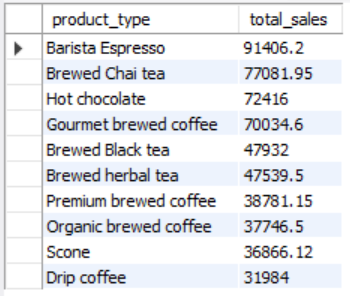 product_type total_sales
Barista Espresso 91406.2
Brewed Chai tea 77081.95
Hot chocolate 72416
Gourmet brewed coffee 70034.6
Brewed Black tea 47932
Brewed herbal tea 47539.5
Premium brewed coffee 38781.15
Organic brewed coffee 37746.5
Scone 36866.12
Drip coffee 31984